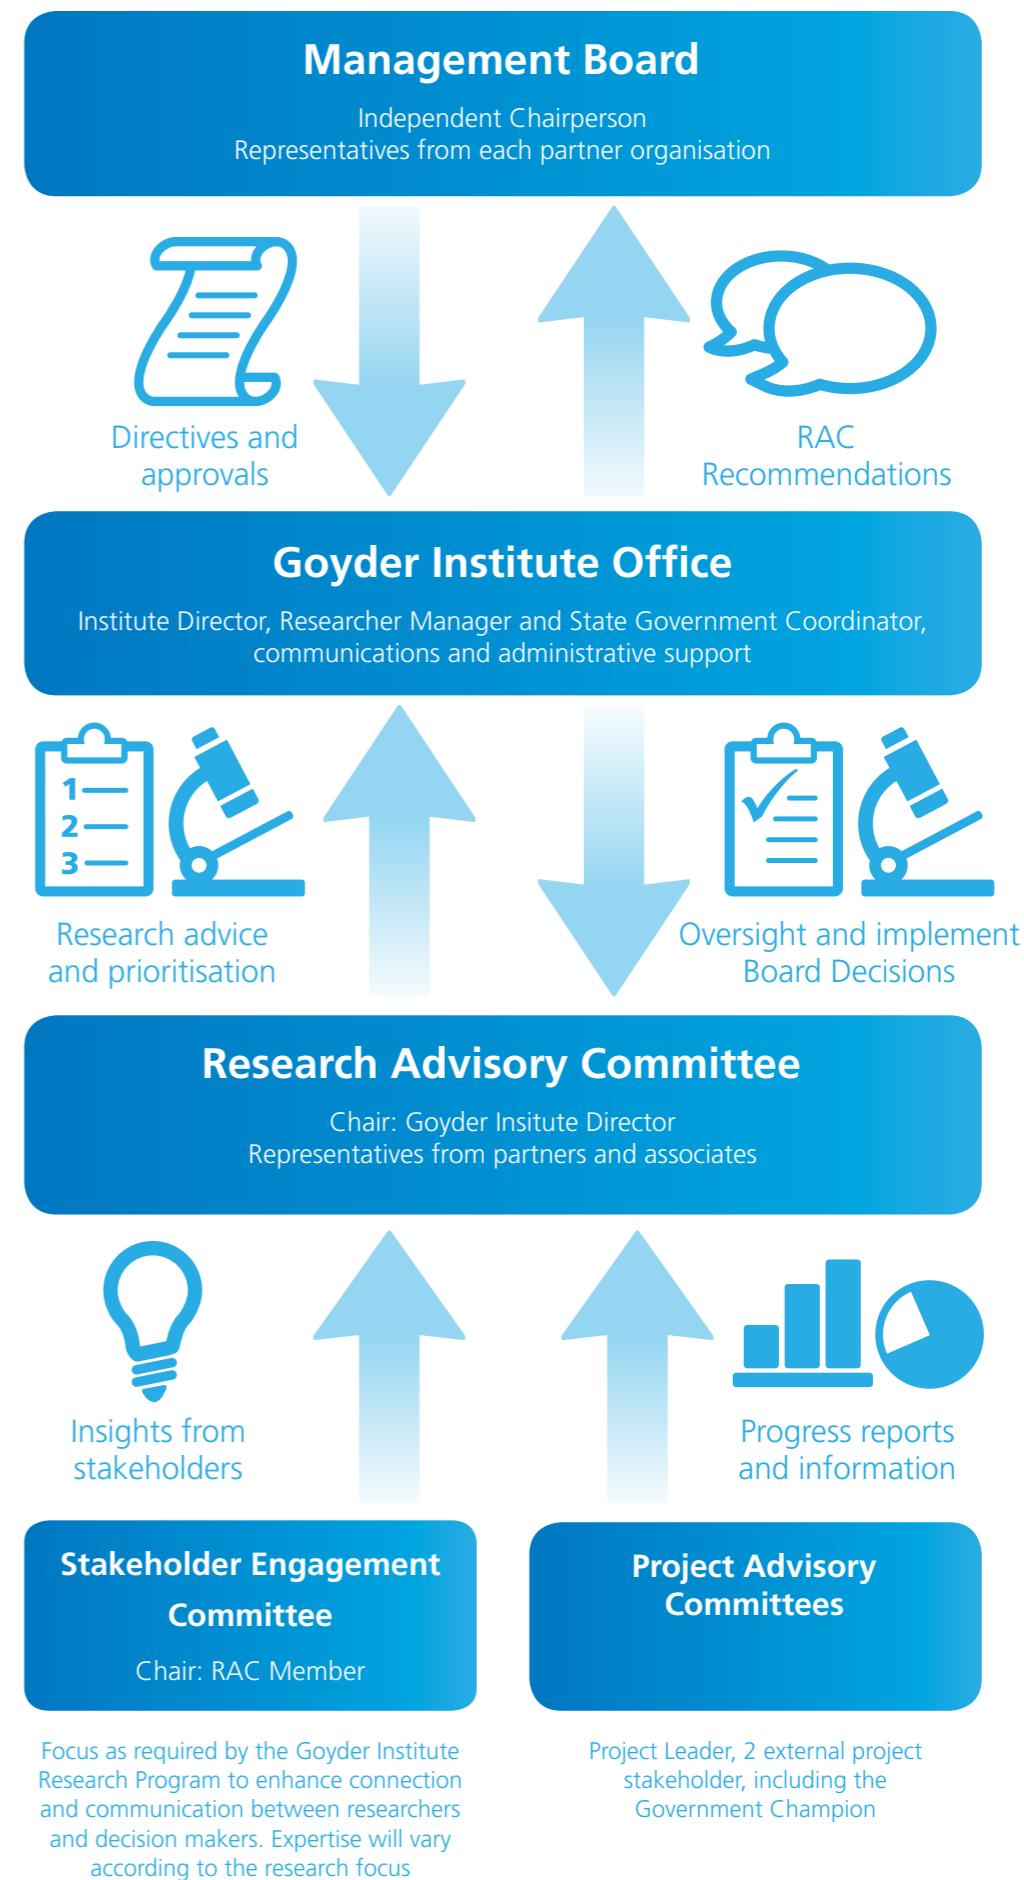 Management Board
Independent Chairperson
Representatives from each partner organisation
Directives and
approvals
RAC
Recommendations
Goyder Institute Office
Institute Director, Researcher Manager and State Government Coordinator,
communications and administrative support
1
2
3
Research advice
and prioritisation
Oversight and implement
Board Decisions
Research Advisory Committee
Chair: Goyder Insitute Director
Representatives from partners and associates
Insights from
stakeholders
Progress reports
and information
Stakeholder Engagement
Committee
Chair: RAC Member
Project Advisory
Committees
Focus as required by the Goyder Institute
Research Program to enhance connection
and communication between researchers
and decision makers. Expertise will vary
according to the research focus
Project Leader, 2 external project
stakeholder, including the
Government Champion